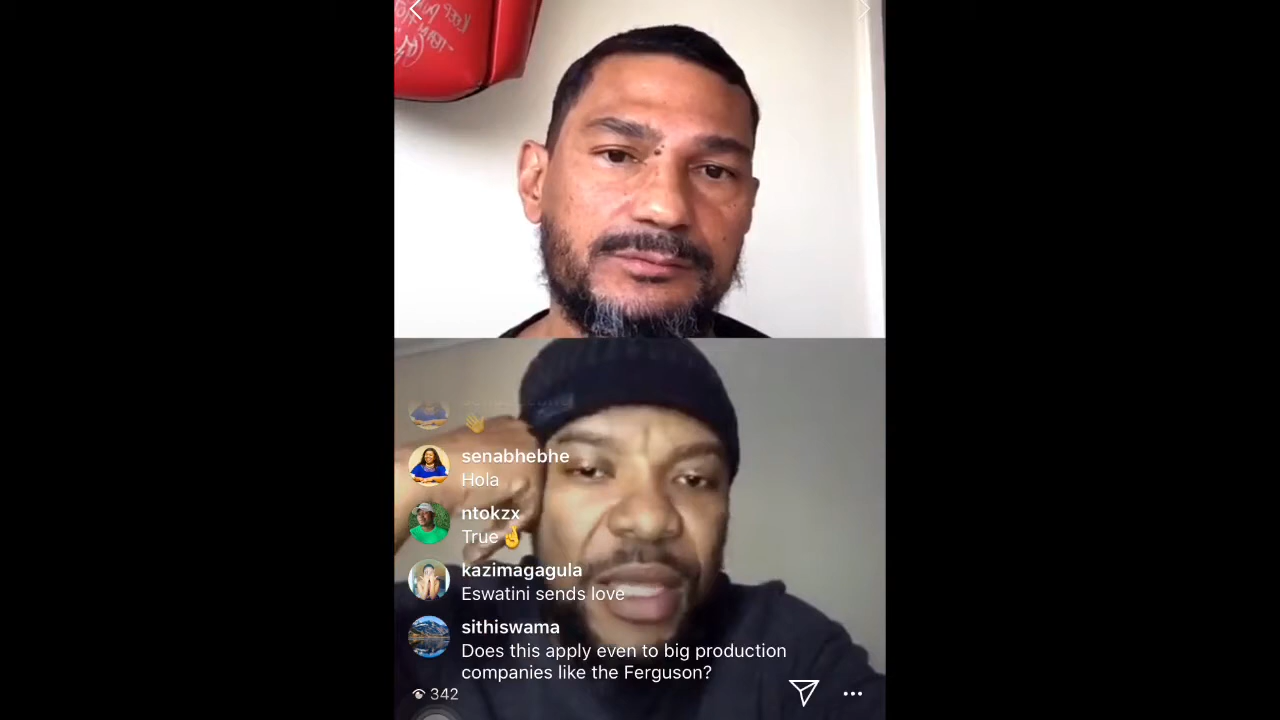 KEEP
senabhebhe
Hola
ntokzx
True🤞
kazimagagula
Eswatini sends love
sithiswama
Does this apply even to big production
companies like the Ferguson?
342